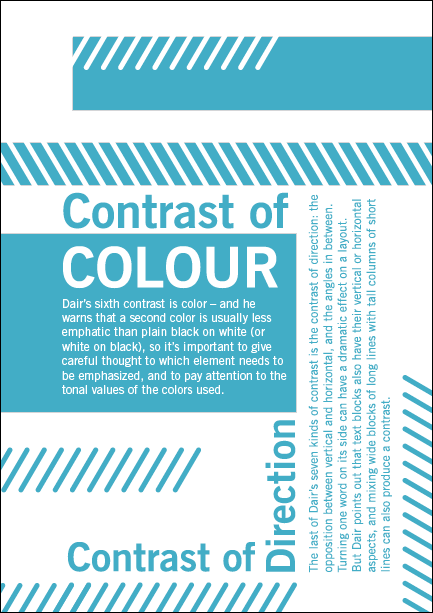 Contrast of
COLOUR
Dair's sixth contrast is color – and he
warns that a second color is usually less
emphatic than plain black on white (or
white on black), so it's important to give
careful thought to which element needs to
be emphasized, and to pay attention to the
tonal values of the colors used.
Contrast of Direction
The last of Dair's seven kinds of contrast is the contrast of direction: the
opposition between vertical and horizontal, and the angles in between.
Turning one word on its side can have a dramatic effect on a layout.
But Dair points out that text blocks also have their vertical or horizontal
aspects, and mixing wide blocks of long lines with tall columns of short
lines can also produce a contrast.